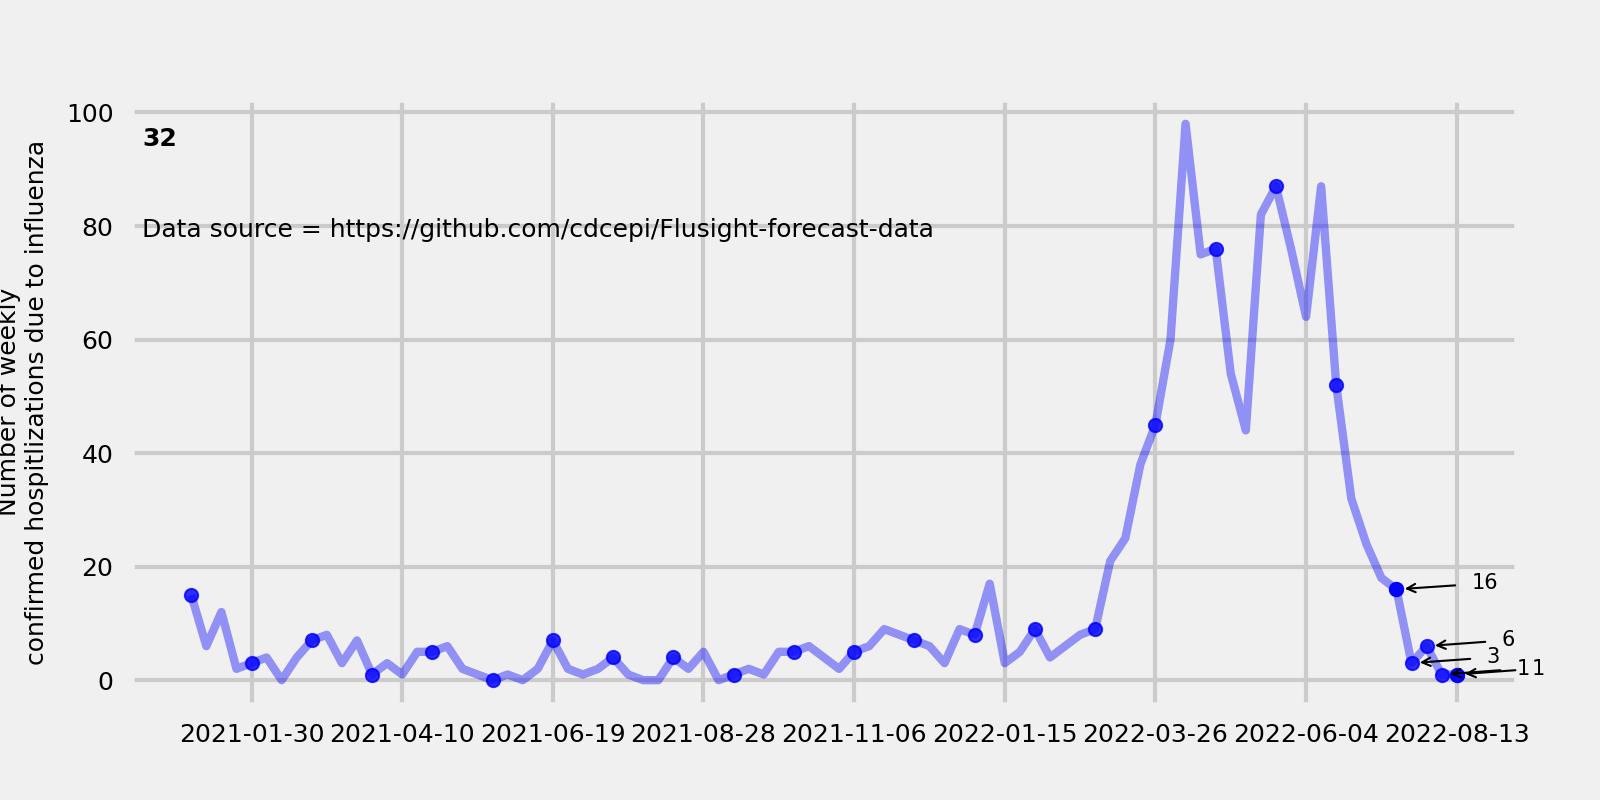 100
32
80
Data source = https://github.com/cdcepi/Flusight-forecast-data
60
40
20
0
Number of weekly
confirmed hospitlizations due to influenza
16
6
3
11
2021-01-30 2021-04-10 2021-06-19 2021-08-28 2021-11-06 2022-01-15 2022-03-26 2022-06-04 2022-08-13